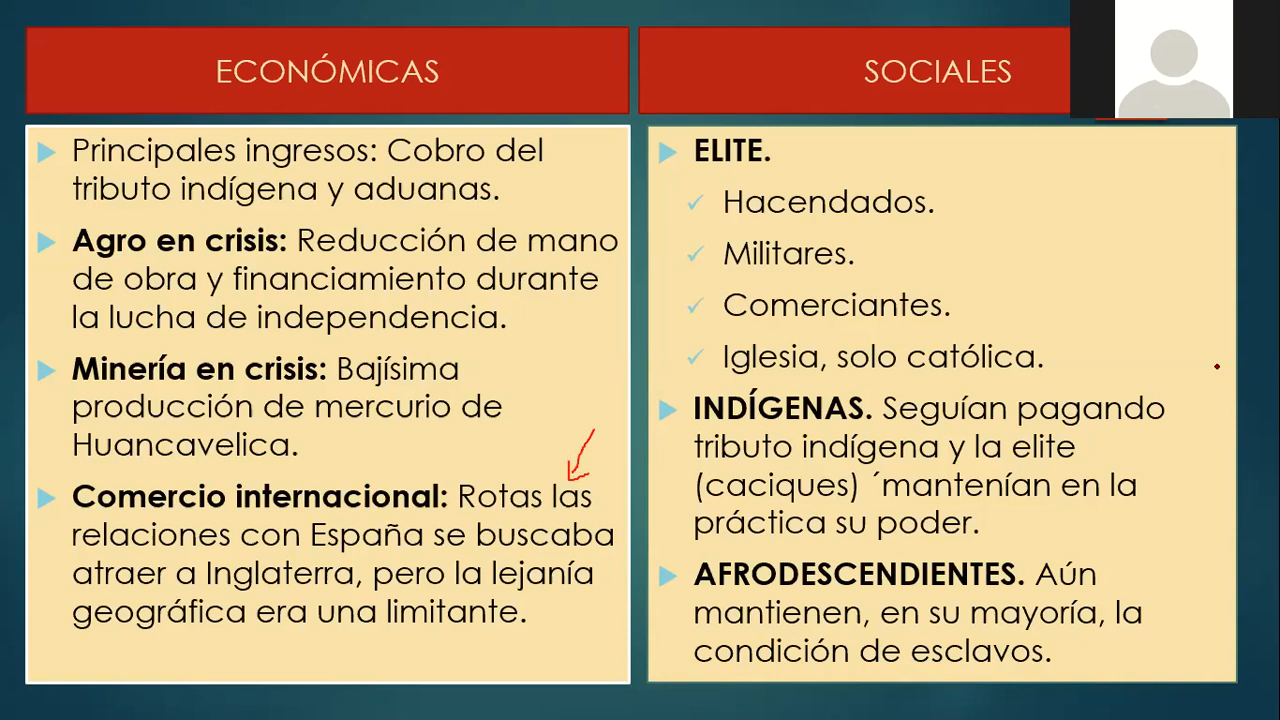 ECONÓMICAS
Principales ingresos: Cobro del
tributo indígena y aduanas.
Agro en crisis: Reducción de mano
de obra y financiamiento durante
la lucha de independencia.
Minería en crisis: Bajísima
producción de mercurio de
Huancavelica.
Comercio internacional: Rotas las
relaciones con España se buscaba
atraer a Inglaterra, pero la lejanía
geográfica era una limitante.
SOCIALES
ELITE.
Hacendados.
Militares.
Comerciantes.
Iglesia, solo católica.
INDÍGENAS. Seguían pagando
tributo indígena y la elite
(caciques) ´mantenían en la
práctica su poder.
AFRODESCENDIENTES. Aún
mantienen, en su mayoría, la
condición de esclavos.